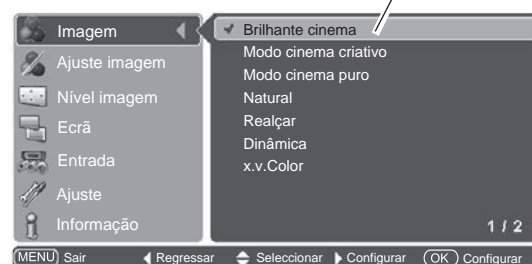 Imagem
Ajuste imagem
Nível imagem
Ecrã
Entrada
Ajuste
Informação
Brilhante cinema
Modo cinema criativo
Modo cinema puro
Natural
Realçar
Dinâmica
x.v.Color
1 / 2
MENU Sair Regressar Seleccionar Configurar OK Configurar